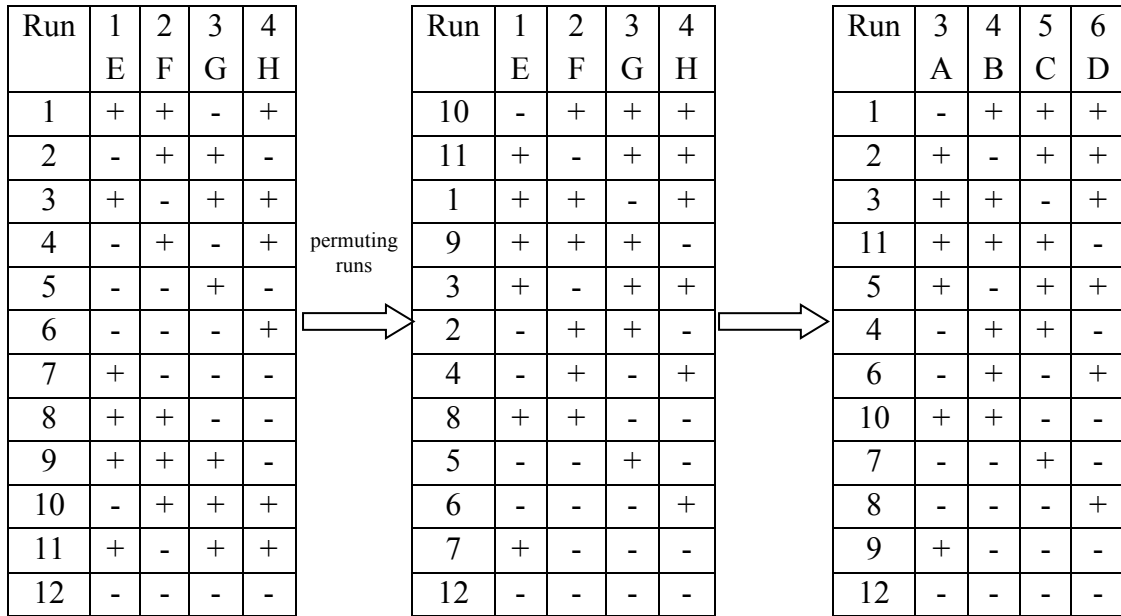 Run 1 2 3 4
E F G H
1 + + - +
2 - + + -
3 + - + +
4 - + - +
5 - - + -
6 - - - +
7 + - - -
8 + + - -
9 + + + -
10 - + + +
11 + - + +
12 - - - -
permuting
runs
Run 1 2 3 4
E F G H
10 - + + +
11 + - + +
1 + + - +
9 + + + -
3 + - + +
2 - + + -
4 - + - +
8 + + - -
5 - - + -
6 - - - +
7 + - - -
12 - - - -
Run 3 4 5 6
A B C D
1 - + + +
2 + - + +
3 + + - +
11 + + + -
5 + - + +
4 - + + -
6 - + - +
10 + + - -
7 - - + -
8 - - - +
9 + - - -
12 - - - -